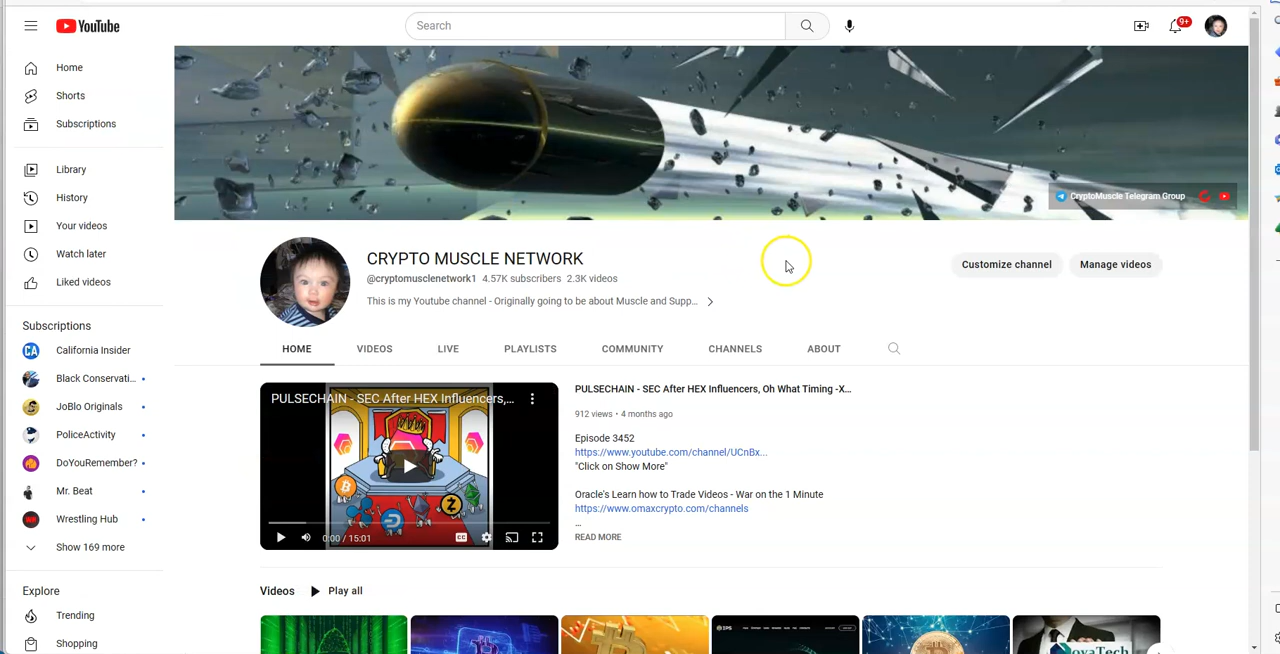 YouTube
Search
9+
Home
Shorts
Subscriptions
Library
History
Your videos
Watch later
Liked videos
Subscriptions
California Insider
Black Conservati...
JoBlo Originals
PoliceActivity
DoYouRemember?
Mr. Beat
Wrestling Hub
Show 169 more
Explore
Trending
Shopping
CryptoMuscle Telegram Group
CRYPTO MUSCLE NETWORK
@cryptomusclenetwork1 4.57K subscribers 2.3K videos
This is my Youtube channel - Originally going to be about Muscle and Supp...
Customize channel
Manage videos
HOME VIDEOS LIVE PLAYLISTS COMMUNITY CHANNELS ABOUT
PULSECHAIN - SEC After HEX Influencers,...
0:00 / 15:01
PULSECHAIN - SEC After HEX Influencers, Oh What Timing -X...
912 views • 4 months ago
Episode 3452
https://www.youtube.com/channel/UCnBx...
"Click on Show More"
Oracle's Learn how to Trade Videos - War on the 1 Minute
https://www.omaxcrypto.com/channels
...
READ MORE
Videos
Play all